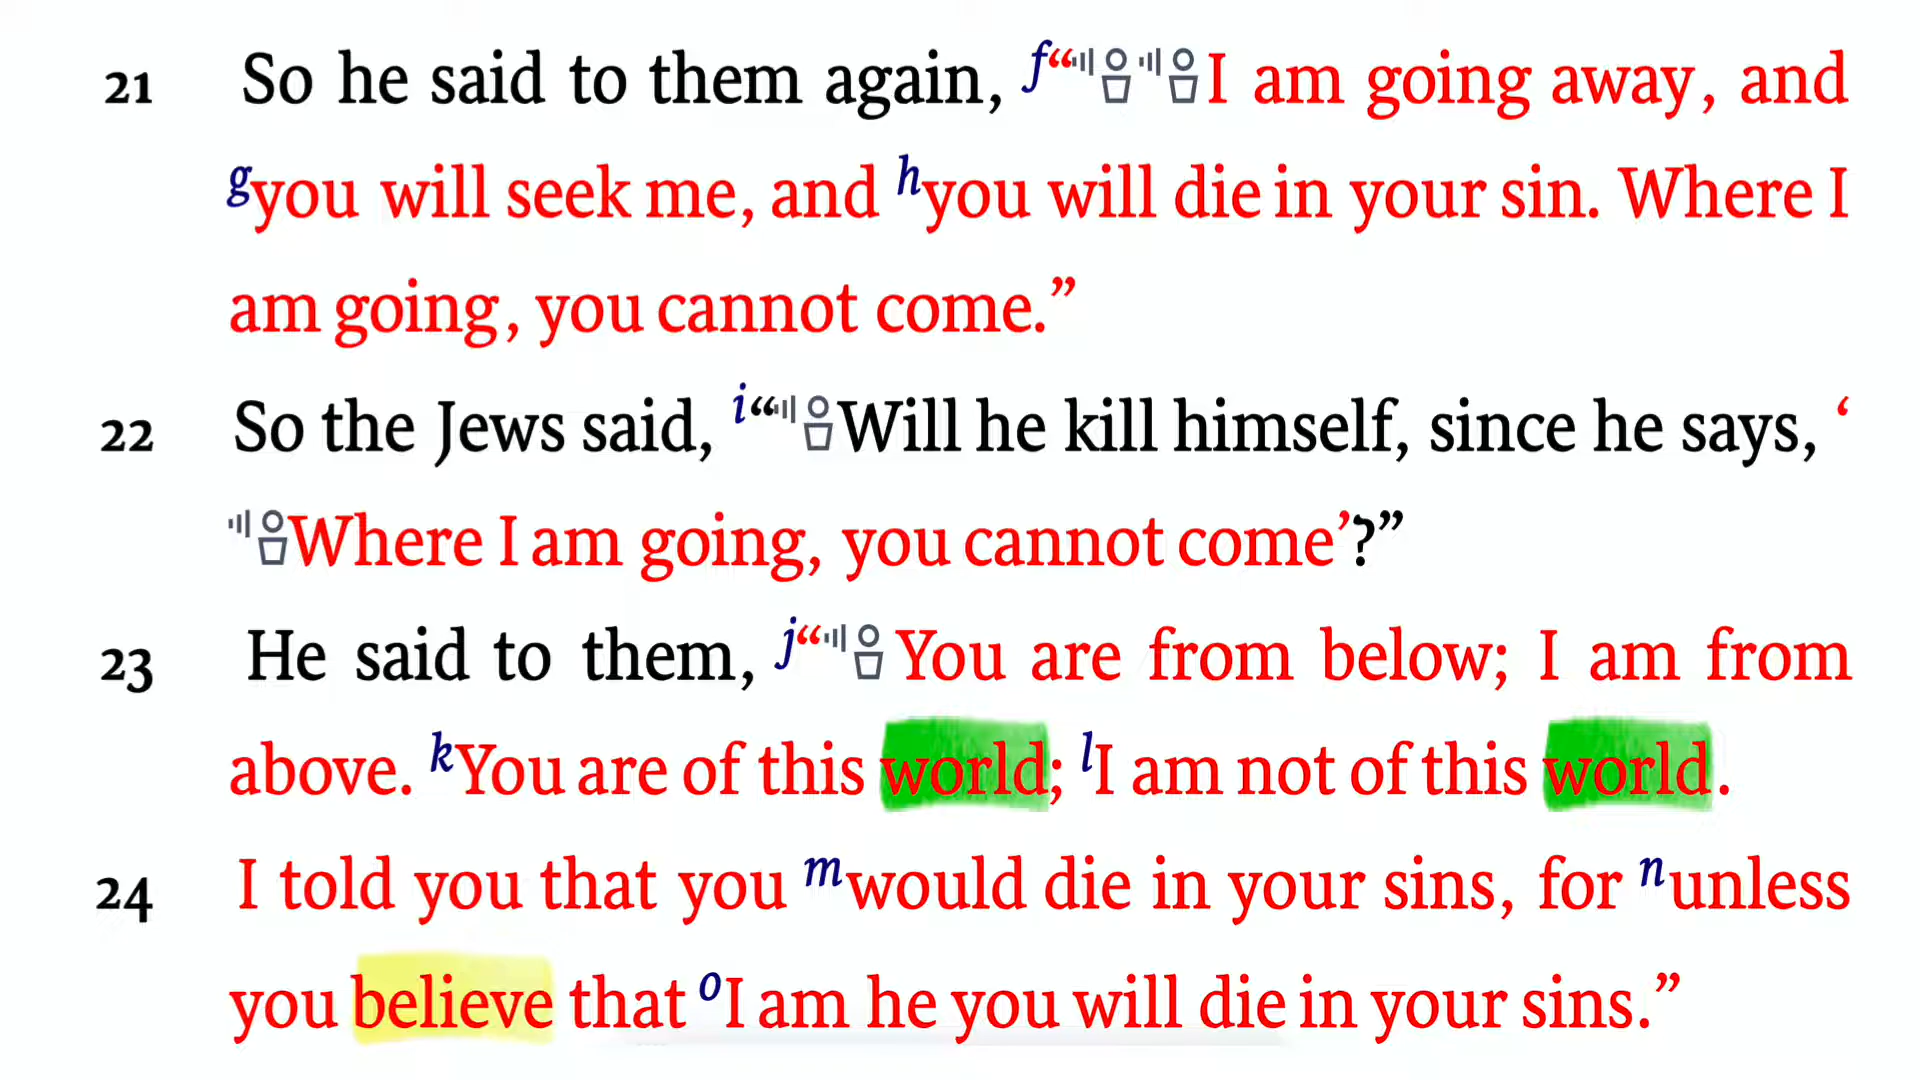 21 So he said to them again, f“I am going away, and
gyou will seek me, and hyou will die in your sin. Where I
am going, you cannot come.”
22 So the Jews said, i“Will he kill himself, since he says, ‘
Where I am going, you cannot come’?”
23 He said to them, j“You are from below; I am from
above. kYou are of this world; lI am not of this world.
24 I told you that you mwould die in your sins, for nunless
you believe that oI am he you will die in your sins.”